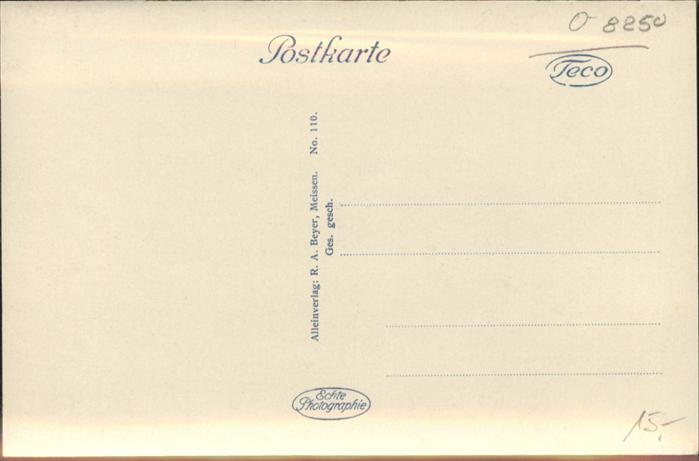 O 8250
Postkarte
Teco
Alleinverlag: R. A. Beyer, Meissen. No. 110.
Ges. gesch.
Echte
Photographie
15,-